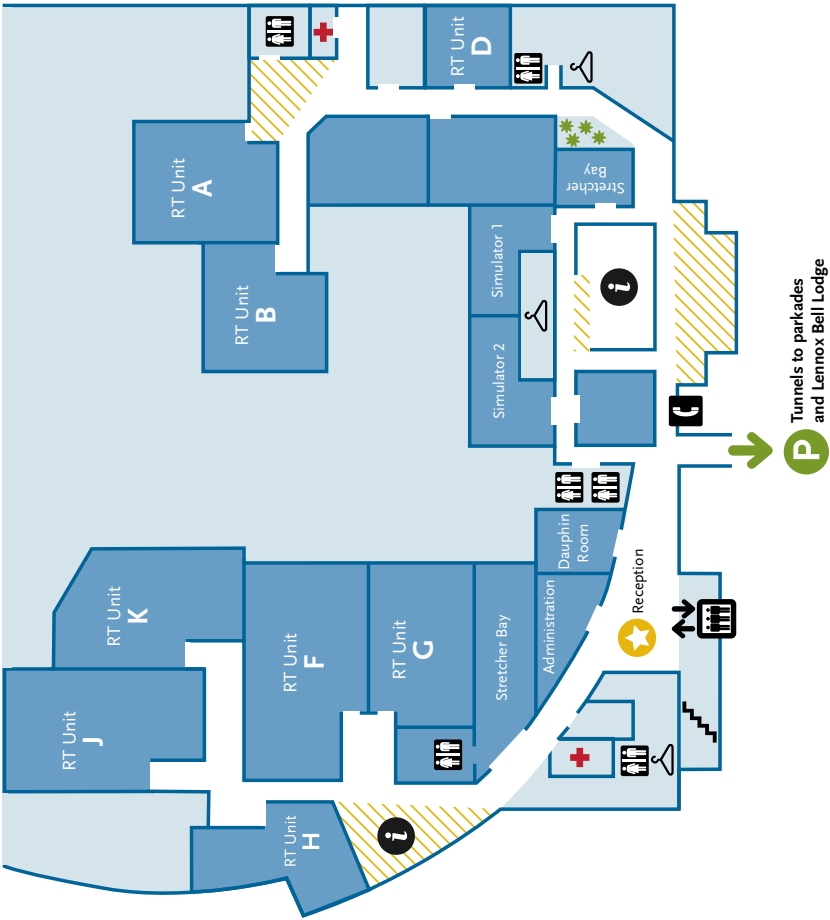 RT Unit
D
RT Unit
A
Stretcher
Bay
RT Unit
B
Simulator 1
i
Simulator 2
Tunnels to parkades
and Lennox Bell Lodge
P
Dauphin
Room
RT Unit
K
RT Unit
F
RT Unit
G
Stretcher Bay
Administration
Reception
RT Unit
J
RT Unit
H
i